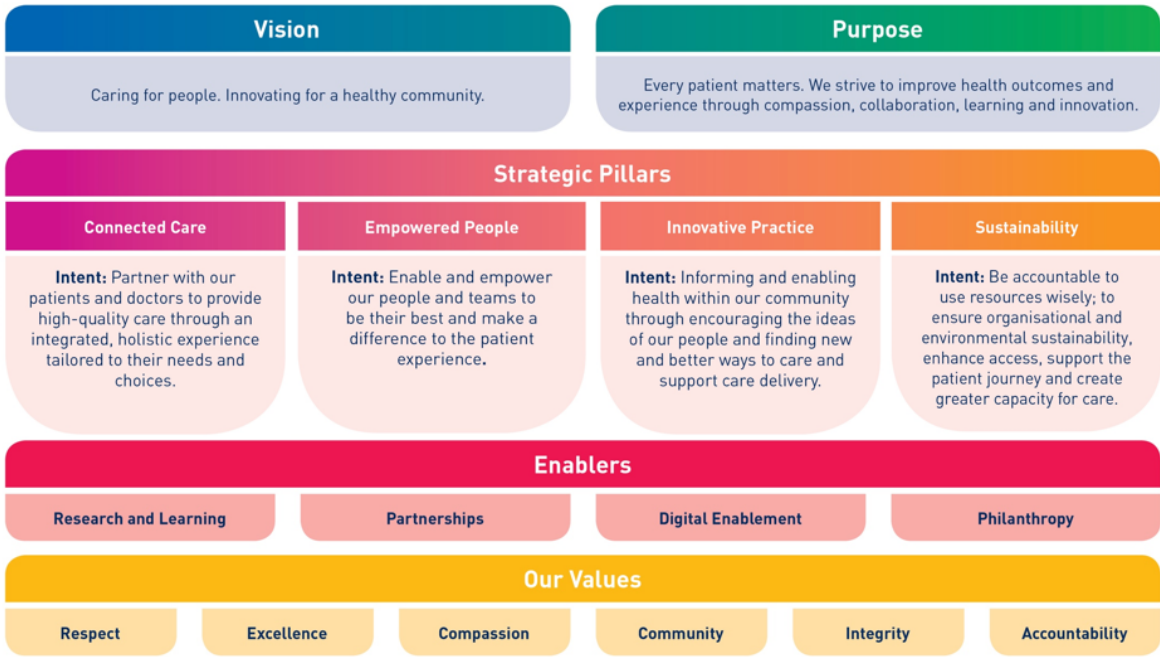 Vision
Caring for people. Innovating for a healthy community.
Purpose
Every patient matters. We strive to improve health outcomes and
experience through compassion, collaboration, learning and innovation.
Strategic Pillars
Connected Care
Intent: Partner with our
patients and doctors to provide
high-quality care through an
integrated, holistic experience
tailored to their needs and
choices.
Empowered People
Intent: Enable and empower
our people and teams to
be their best and make a
difference to the patient
experience.
Innovative Practice
Intent: Informing and enabling
health within our community
through encouraging the ideas
of our people and finding new
and better ways to care and
support care delivery.
Sustainability
Intent: Be accountable to
use resources wisely; to
ensure organisational and
environmental sustainability,
enhance access, support the
patient journey and create
greater capacity for care.
Enablers
Research and Learning
Partnerships
Digital Enablement
Philanthropy
Our Values
Respect
Excellence
Compassion
Community
Integrity
Accountability